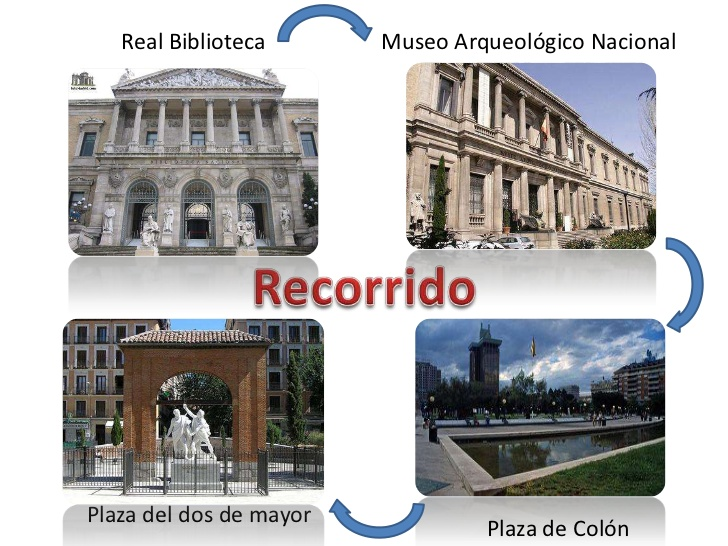 Real Biblioteca
Museo Arqueológico Nacional
Recorrido
Plaza del dos de mayor
Plaza de Colón